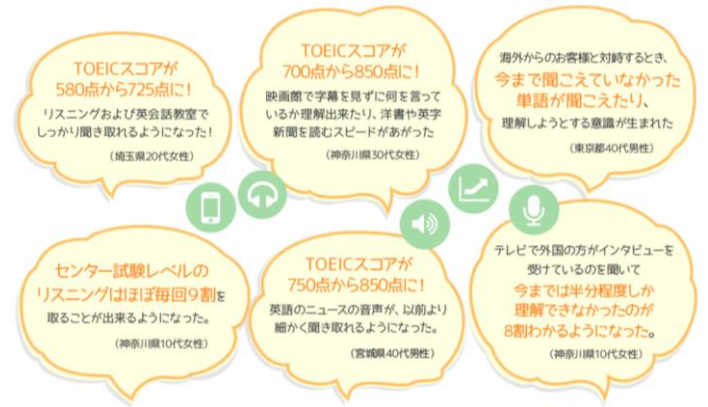 TOEICスコアが
580点から725点に!
リスニングおよび英会話教室で
しっかり聞き取れるようになった!
(埼玉県20代女性)
TOEICスコアが
700点から850点に!
映画館で字幕を見ずに何を言って
いるか理解出来たり、洋書や英字
新聞を読むスピードがあがった
(神奈川県30代女性)
海外からのお客様と対峙するとき、
今まで聞こえていなかった
単語が聞こえたり、
理解しようとする意識が生まれた
(東京都40代男性)
センター試験レベルの
リスニングはほぼ毎回9割を
取ることが出来るようになった。
(神奈川県10代女性)
TOEICスコアが
750点から850点に!
英語のニュースの音声が、以前より
細かく聞き取れるようになった。
(宮城県40代男性)
テレビで外国の方がインタビューを
受けているのを聞いて
今までは半分程度しか
理解できなかったのが
8割わかるようになった。
(神奈川県10代女性)